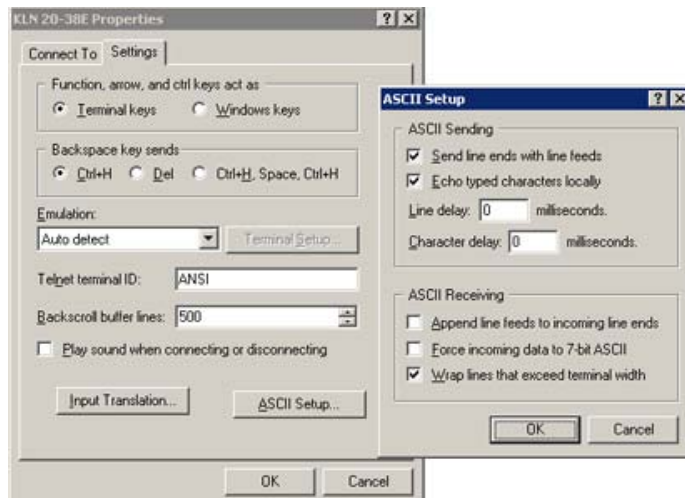 KLN 20-38E Properties
Connect To
Settings
Function, arrow, and ctrl keys act as
Terminal keys
Windows keys
Backspace key sends
Ctrl+H
Del
Ctrl+H, Space, Ctrl+H
Emulation:
Auto detect
Terminal Setup...
Telnet terminal ID:
ANSI
Backscroll buffer lines:
500
Play sound when connecting or disconnecting
Input Translation...
ASCII Setup...
OK
Cancel
ASCII Setup
ASCII Sending
Send line ends with line feeds
Echo typed characters locally
Line delay: 0 milliseconds.
Character delay: 0 milliseconds.
ASCII Receiving
Append line feeds to incoming line ends
Force incoming data to 7-bit ASCII
Wrap lines that exceed terminal width
OK
Cancel